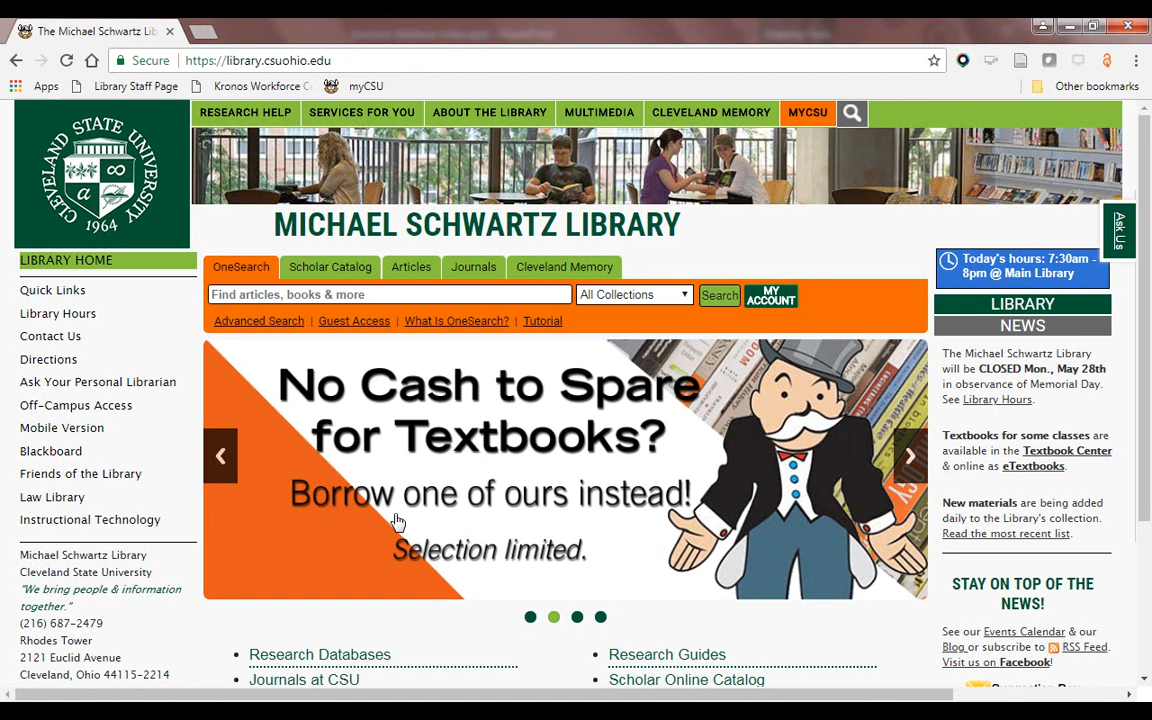 The Michael Schwartz Lib
Secure
https://library.csuohio.edu
Apps
Library Staff Page
Kronos Workforce C
myCSU
Other bookmarks
CLEVELAND STATE UNIVERSITY
1964
RESEARCH HELP
SERVICES FOR YOU
ABOUT THE LIBRARY
MULTIMEDIA
CLEVELAND MEMORY
MYCSU
MICHAEL SCHWARTZ LIBRARY
Ask Us
LIBRARY HOME
Quick Links
Library Hours
Contact Us
Directions
Ask Your Personal Librarian
Off-Campus Access
Mobile Version
Blackboard
Friends of the Library
Law Library
Instructional Technology
Michael Schwartz Library
Cleveland State University
"We bring people & information
together."
(216) 687-2479
Rhodes Tower
2121 Euclid Avenue
Cleveland, Ohio 44115-2214
OneSearch
Scholar Catalog
Articles
Journals
Cleveland Memory
Find articles, books & more
All Collections
Search
MY
ACCOUNT
Advanced Search | Guest Access | What Is OneSearch? | Tutorial
No Cash to Spare
for Textbooks?
Borrow one of ours instead!
Selection limited.
Research Databases
Journals at CSU
Research Guides
Scholar Online Catalog
Today's hours: 7:30am -
8pm @ Main Library
LIBRARY
NEWS
The Michael Schwartz Library
will be CLOSED Mon., May 28th
in observance of Memorial Day.
See Library Hours.
Textbooks for some classes are
available in the Textbook Center
& online as eTextbooks.
New materials are being added
daily to the Library's collection.
Read the most recent list.
STAY ON TOP OF THE
NEWS!
See our Events Calendar & our
Blog or subscribe to RSS Feed.
Visit us on Facebook!